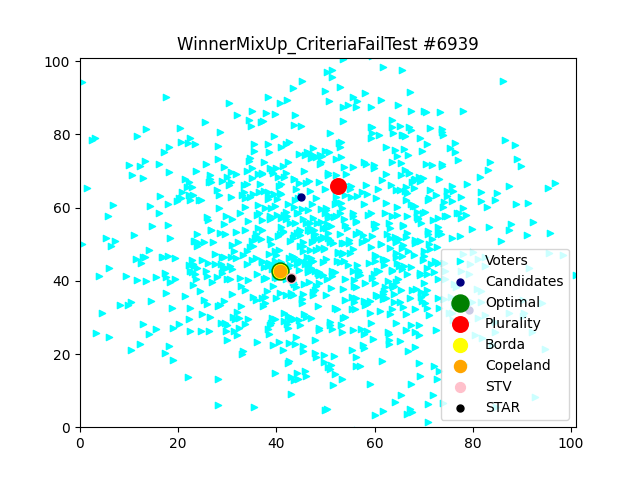 WinnerMixUp_CriteriaFailTest #6939
100
80
60
40
20
0
0 20 40 60 80 100
Voters
Candidates
Optimal
Plurality
Borda
Copeland
STV
STAR